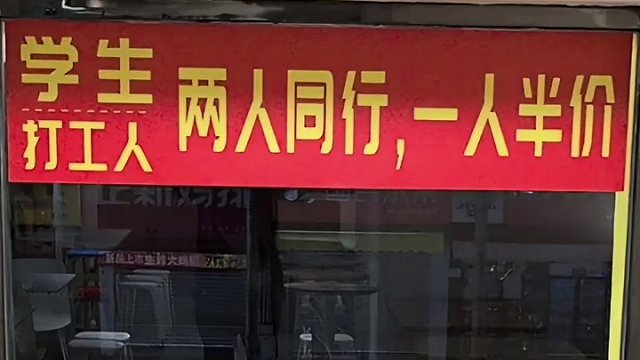 学生
打工人
两人同行,一人半价